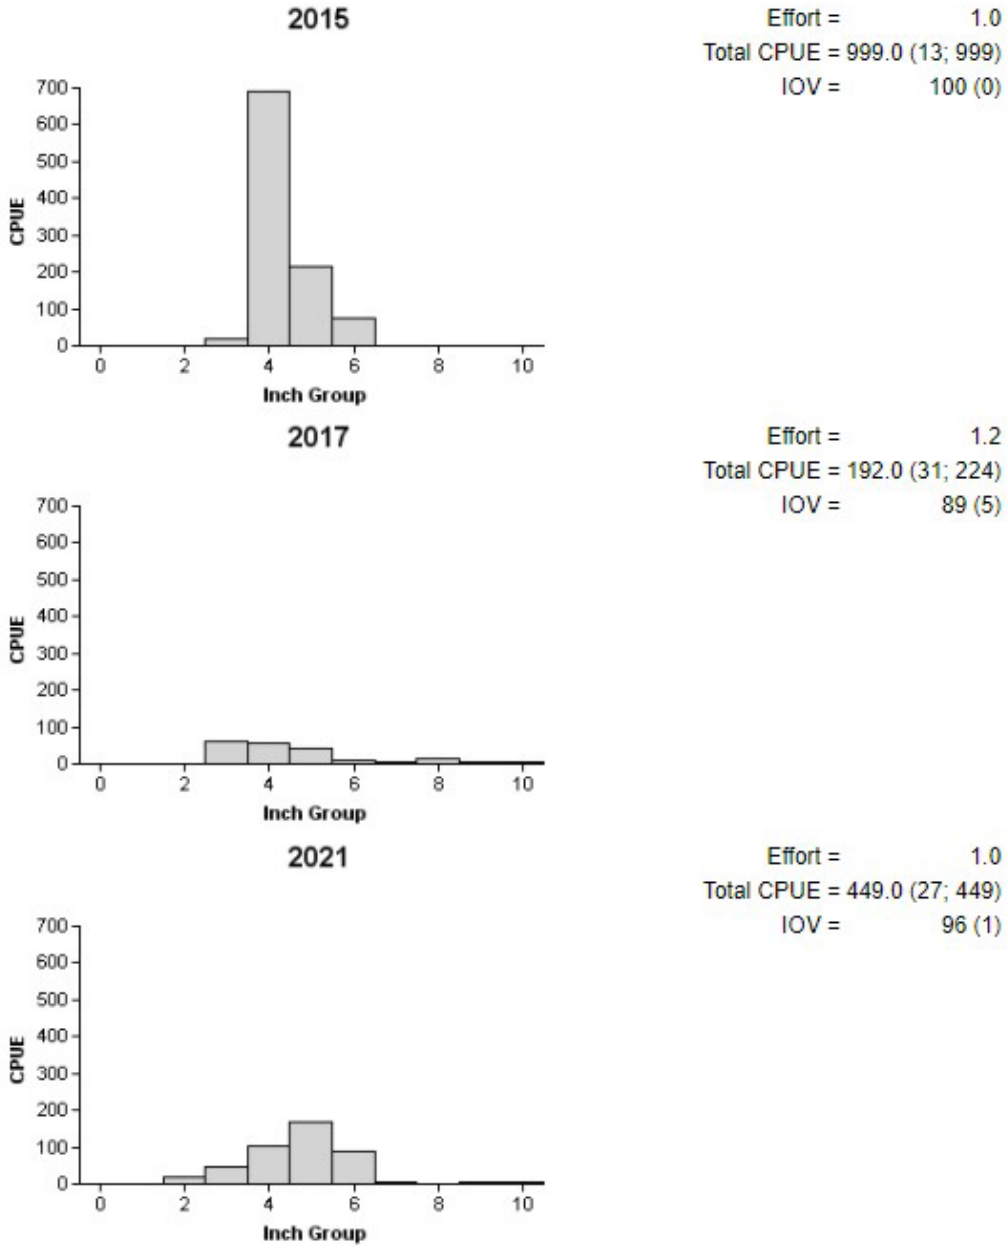 2015
Effort = 1.0
Total CPUE = 999.0 (13; 999)
IOV = 100 (0)
700
600
500
400
300
200
100
0
CPUE
0 2 4 6 8 10
Inch Group
2017
Effort = 1.2
Total CPUE = 192.0 (31; 224)
IOV = 89 (5)
700
600
500
400
300
200
100
0
CPUE
0 2 4 6 8 10
Inch Group
2021
Effort = 1.0
Total CPUE = 449.0 (27; 449)
IOV = 96 (1)
700
600
500
400
300
200
100
0
CPUE
0 2 4 6 8 10
Inch Group